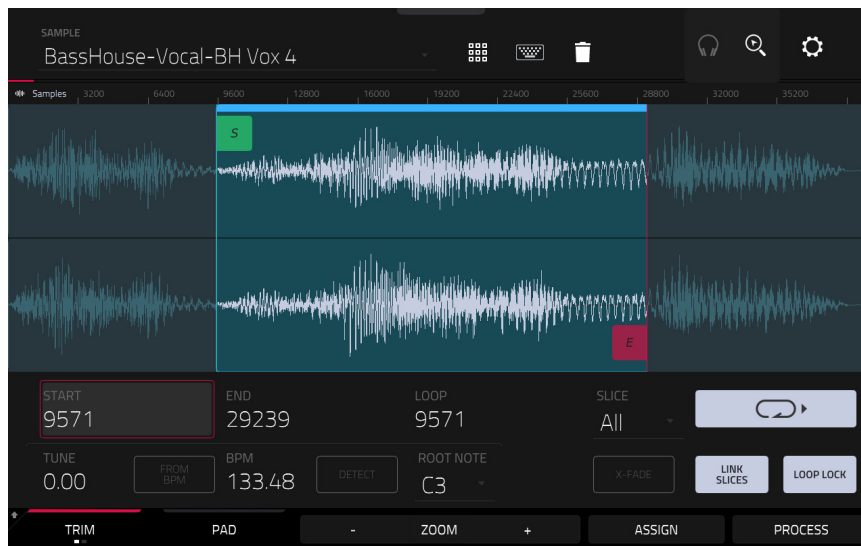 SAMPLE
BassHouse-Vocal-BH Vox 4
Samples 3200 6400 9600 12800 16000 19200 22400 25600 28800 32000 35200
S
E
START END LOOP SLICE
9571 29239 9571 All
TUNE BPM ROOT NOTE
0.00 FROM BPM 133.48 DETECT C3 X-FADE LINK SLICES LOOP LOCK
TRIM PAD - ZOOM + ASSIGN PROCESS